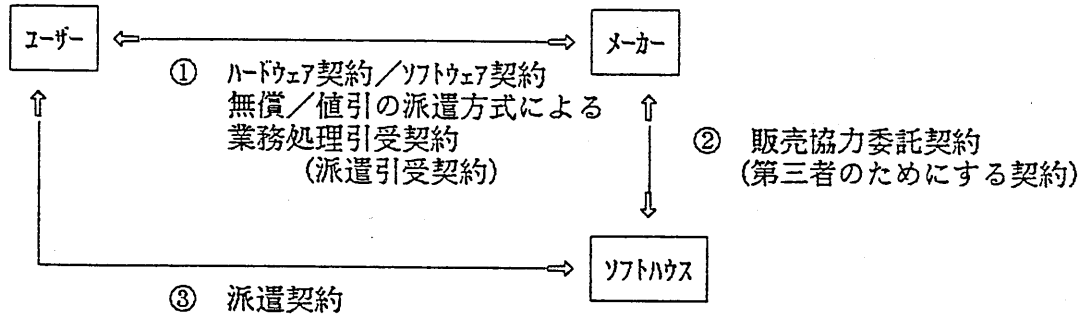 ユーザー
メーカー
① ハードウェア契約/ソフトウェア契約
無償/値引の派遣方式による
業務処理引受契約
(派遣引受契約)
② 販売協力委託契約
(第三者のためにする契約)
ソフトハウス
③ 派遣契約